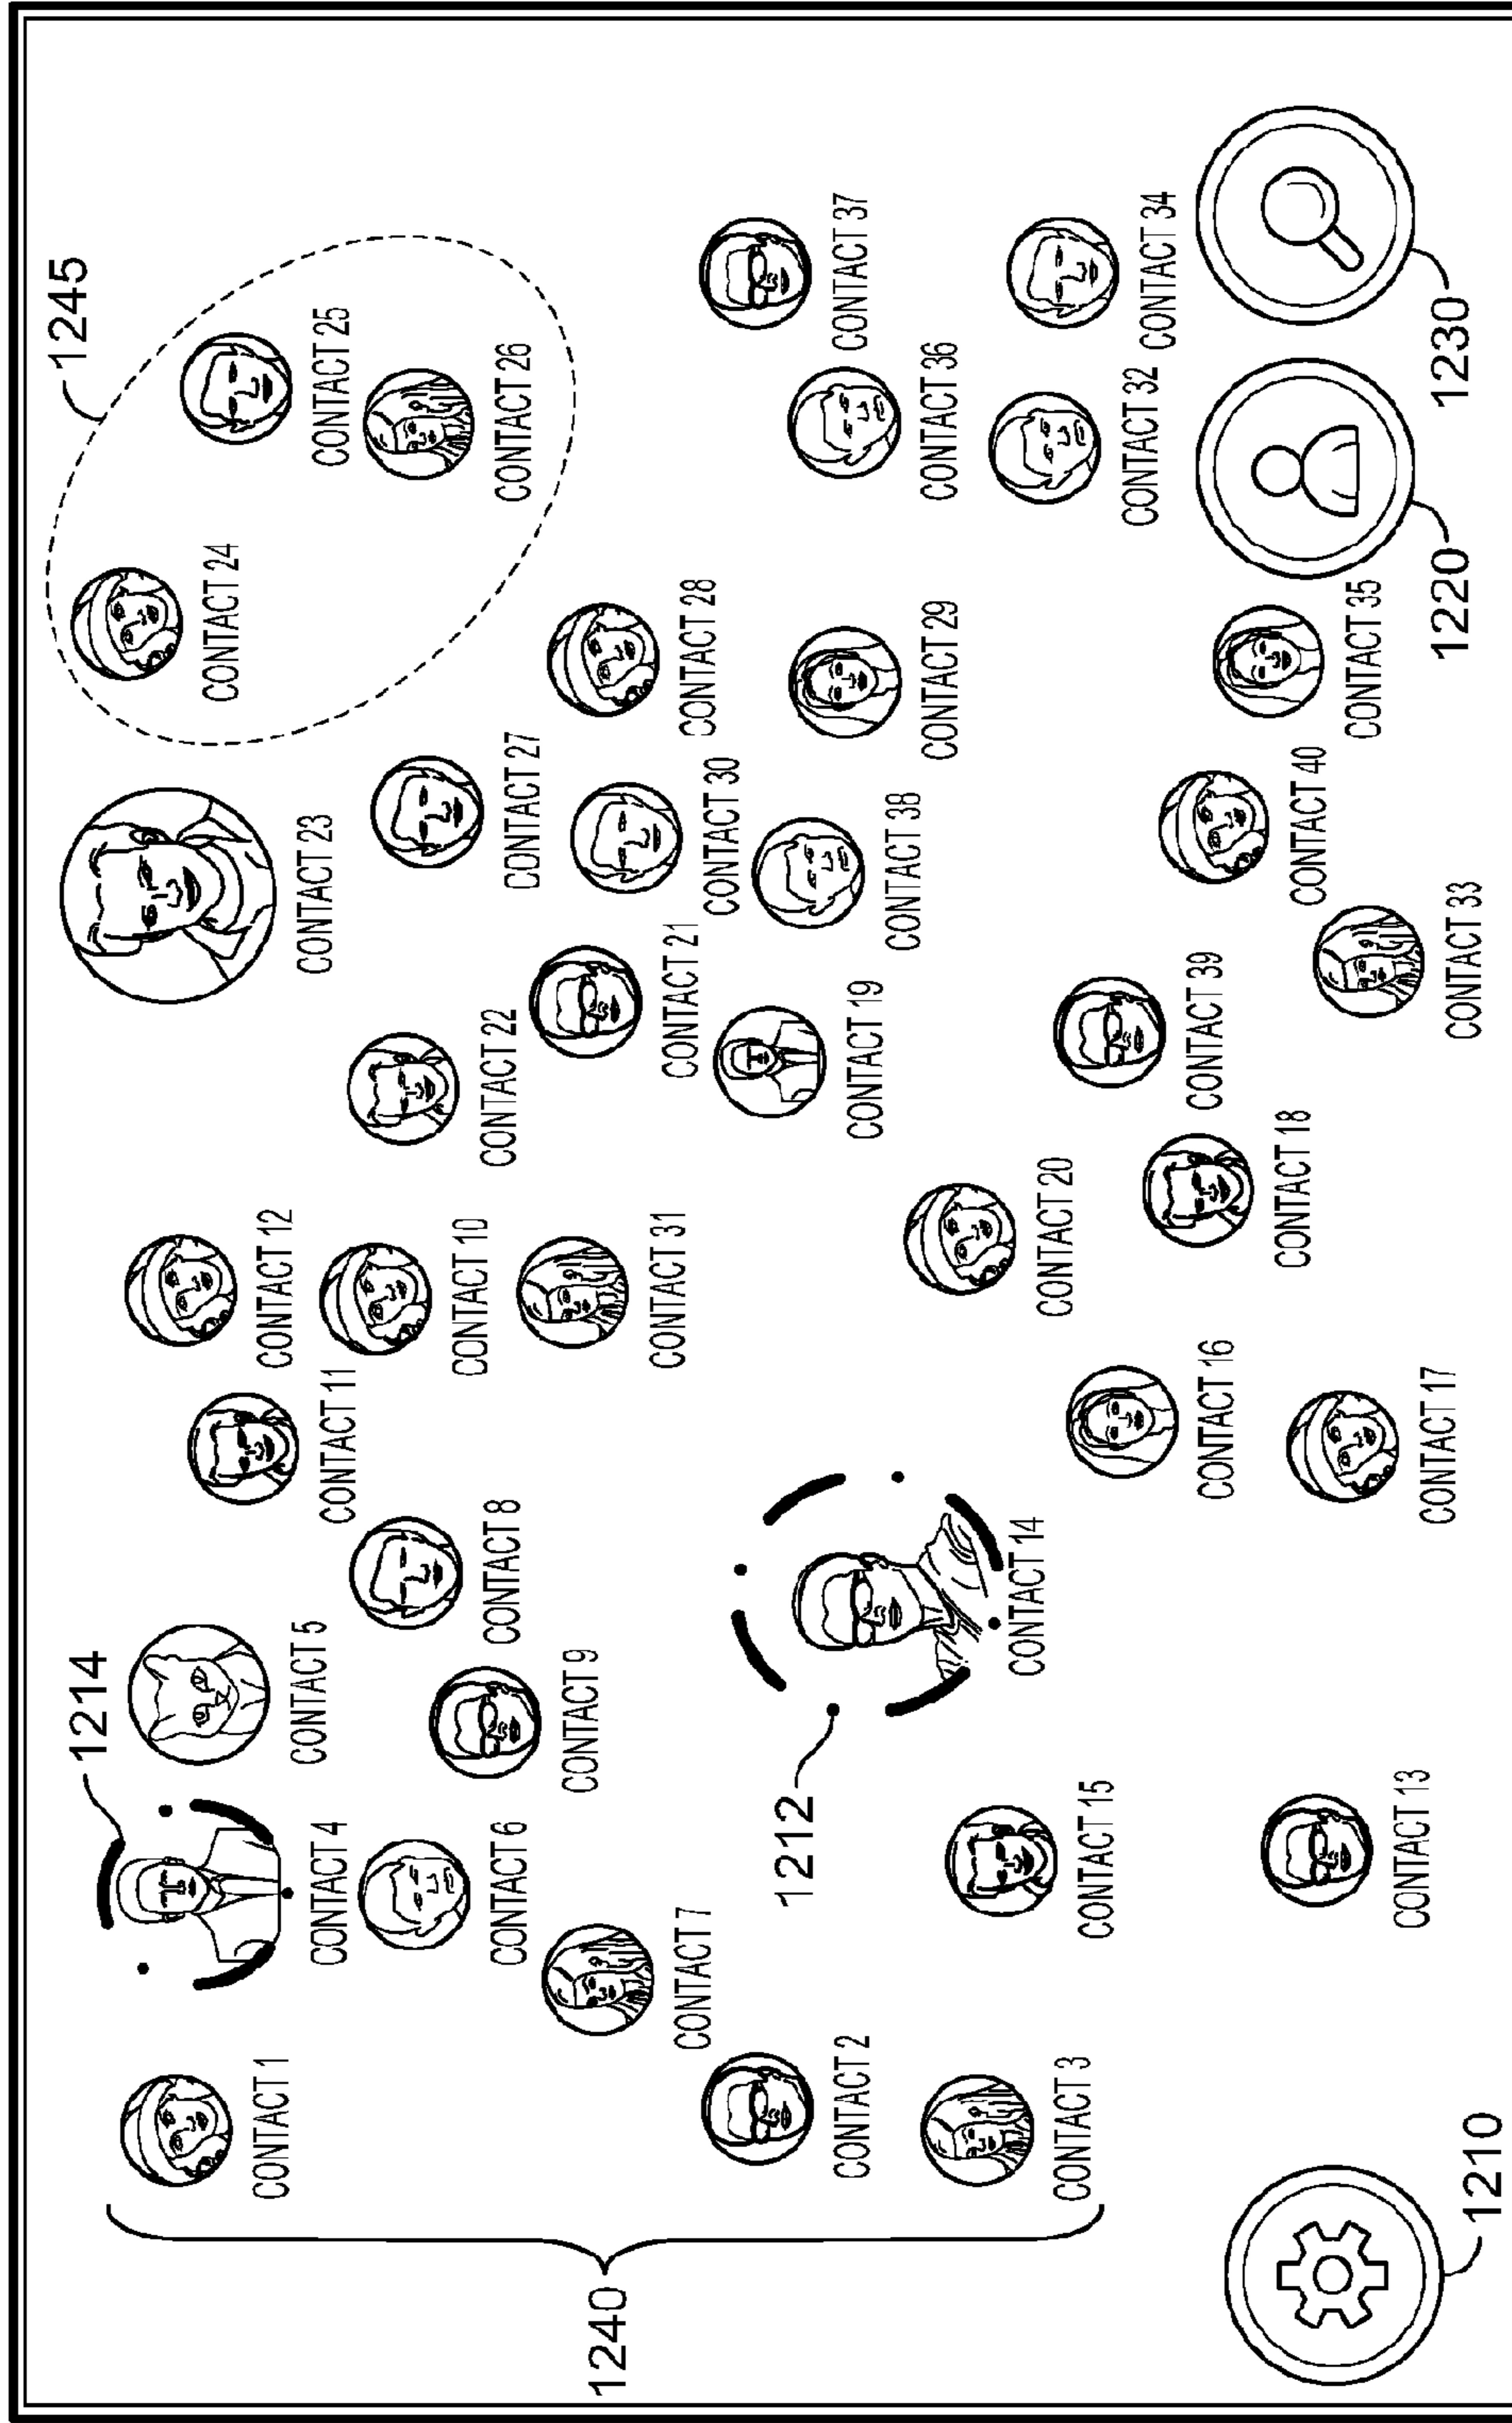 1245
1214
CONTACT 1
CONTACT 4
CONTACT 5
CONTACT 11
CONTACT 12
CONTACT 23
CONTACT 24
CONTACT 25
CONTACT 6
CONTACT 8
CONTACT 10
CONTACT 22
CONTACT 27
CONTACT 26
CONTACT 9
CONTACT 7
CONTACT 31
CONTACT 21
CONTACT 30
CONTACT 28
1240
CONTACT 2
1212
CONTACT 19
CONTACT 38
CONTACT 29
CONTACT 36
CONTACT 37
CONTACT 3
CONTACT 15
CONTACT 14
CONTACT 20
CONTACT 32
CONTACT 34
CONTACT 16
CONTACT 18
CONTACT 39
CONTACT 40
CONTACT 35
CONTACT 13
CONTACT 17
CONTACT 33
1210
1220
1230